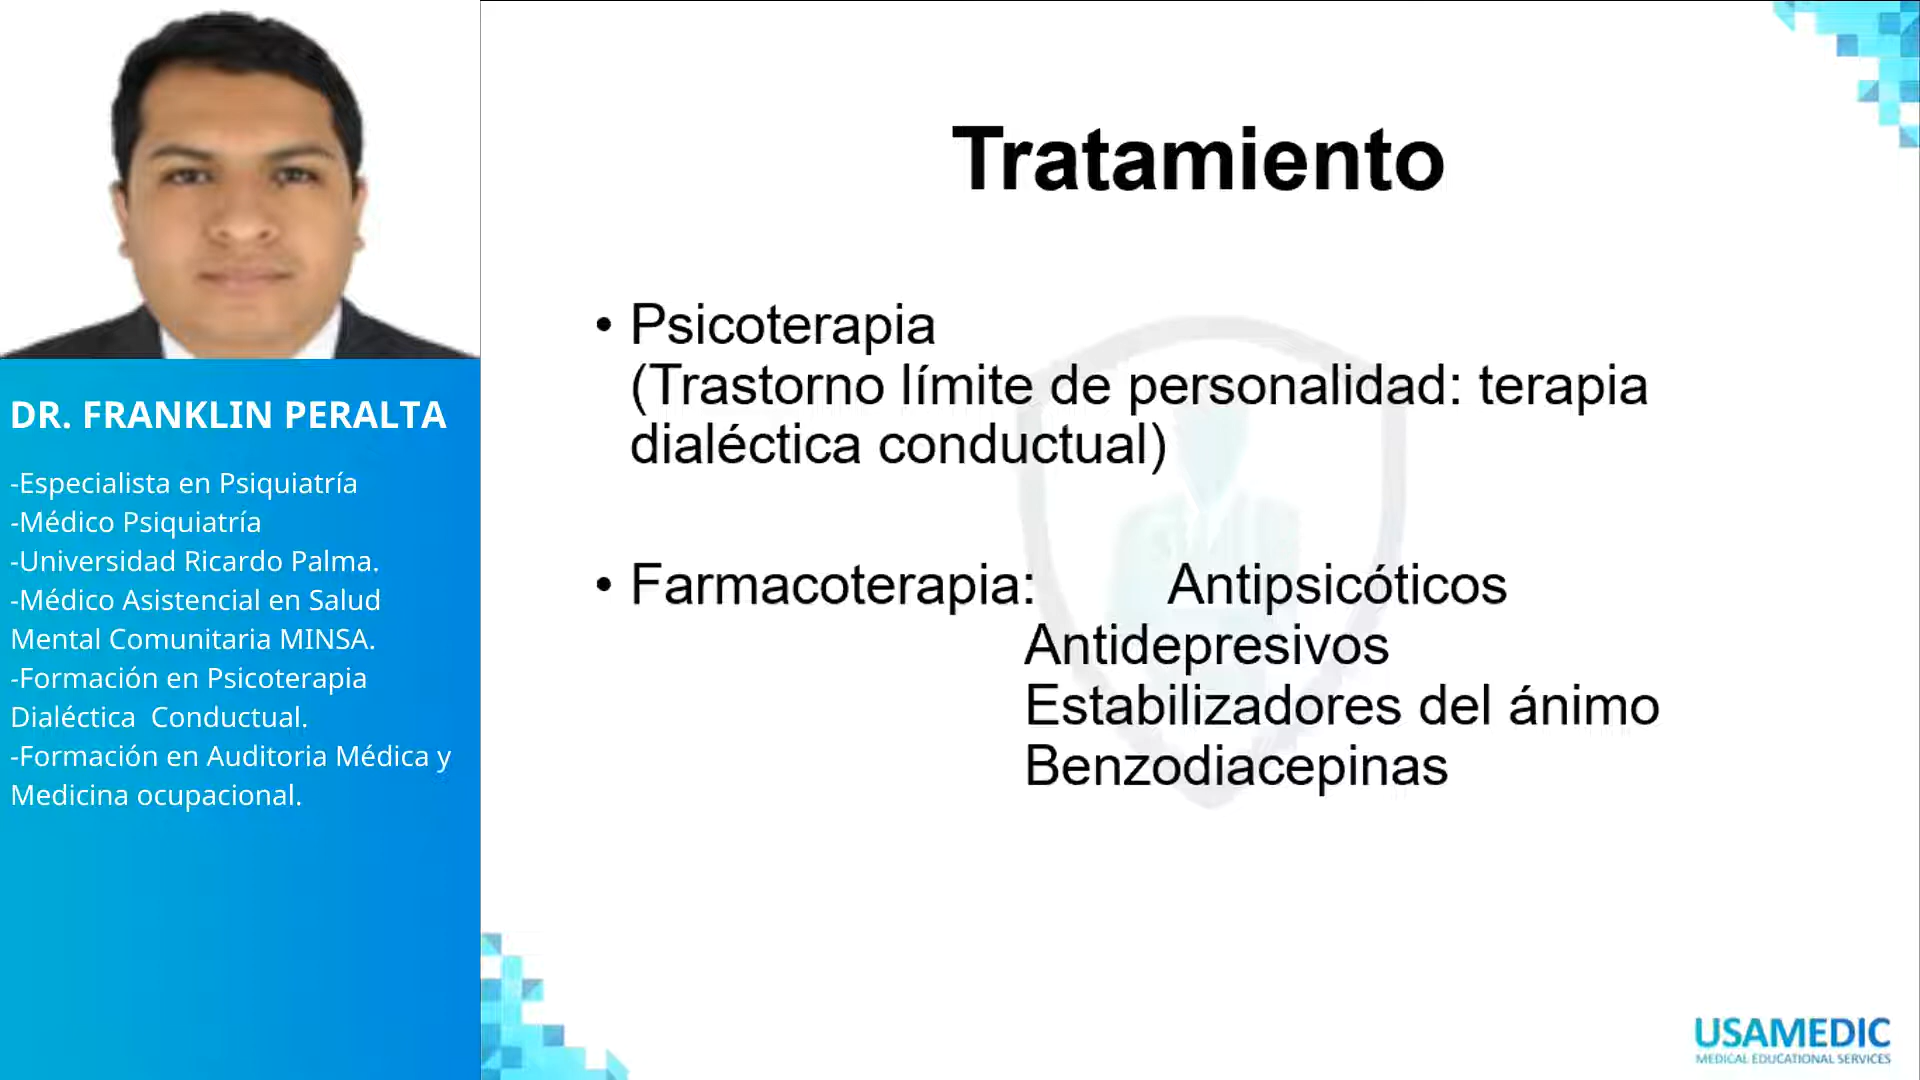 DR. FRANKLIN PERALTA
-Especialista en Psiquiatría
-Médico Psiquiatría
-Universidad Ricardo Palma.
-Médico Asistencial en Salud
Mental Comunitaria MINSA.
-Formación en Psicoterapia
Dialéctica  Conductual.
-Formación en Auditoria Médica y
Medicina ocupacional.
Tratamiento
• Psicoterapia
(Trastorno límite de personalidad: terapia
dialéctica conductual)
• Farmacoterapia: Antipsicóticos
Antidepresivos
Estabilizadores del ánimo
Benzodiacepinas
USAMEDIC
MEDICAL EDUCATIONAL SERVICES